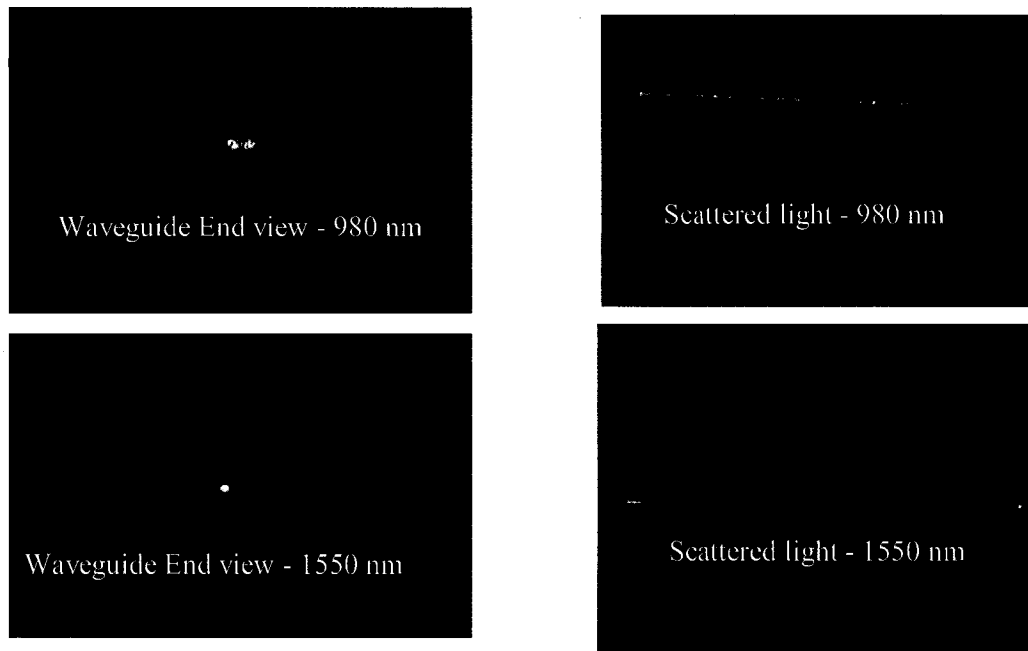 Waveguide End view - 980 nm
Scattered light - 980 nm
Waveguide End view - 1550 nm
Scattered light - 1550 nm